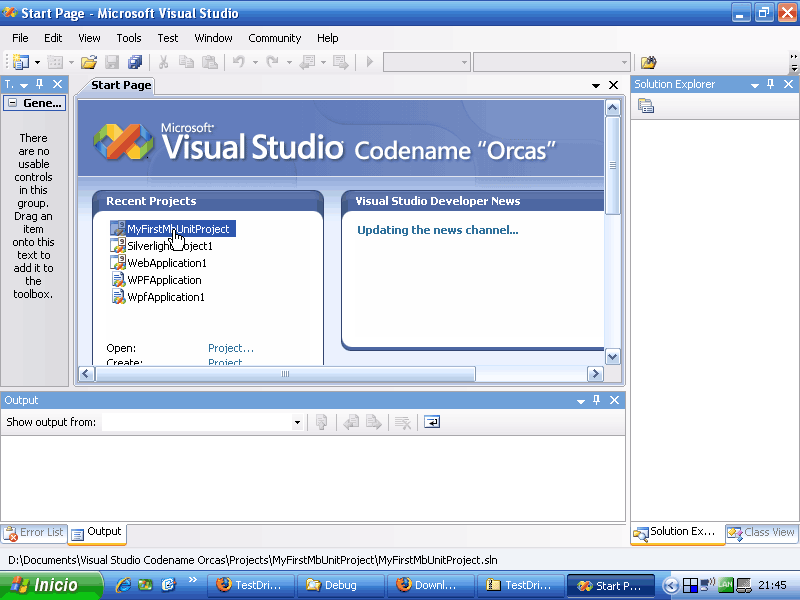 Start Page - Microsoft Visual Studio
File Edit View Tools Test Window Community Help
T.
Gene...
There
are no
usable
controls
in this
group.
Drag an
item
onto this
text to
add it to
the
toolbox.
Start Page
Microsoft
Visual Studio Codename "Orcas"
Recent Projects
MyFirstMbUnitProject
WebApplication1
WPFApplication
WpfApplication1
Open: Project...
Create: Project
Visual Studio Developer News
Updating the news channel...
Solution Explorer
Output
Show output from:
Error List Output
Solution Ex... Class View
D:\Documents\Visual Studio Codename Orcas\Projects\MyFirstMbUnitProject\MyFirstMbUnitProject.sln
Inicio
TestDri... Debug Downl... TestDri... Start P...
LAN
21:45